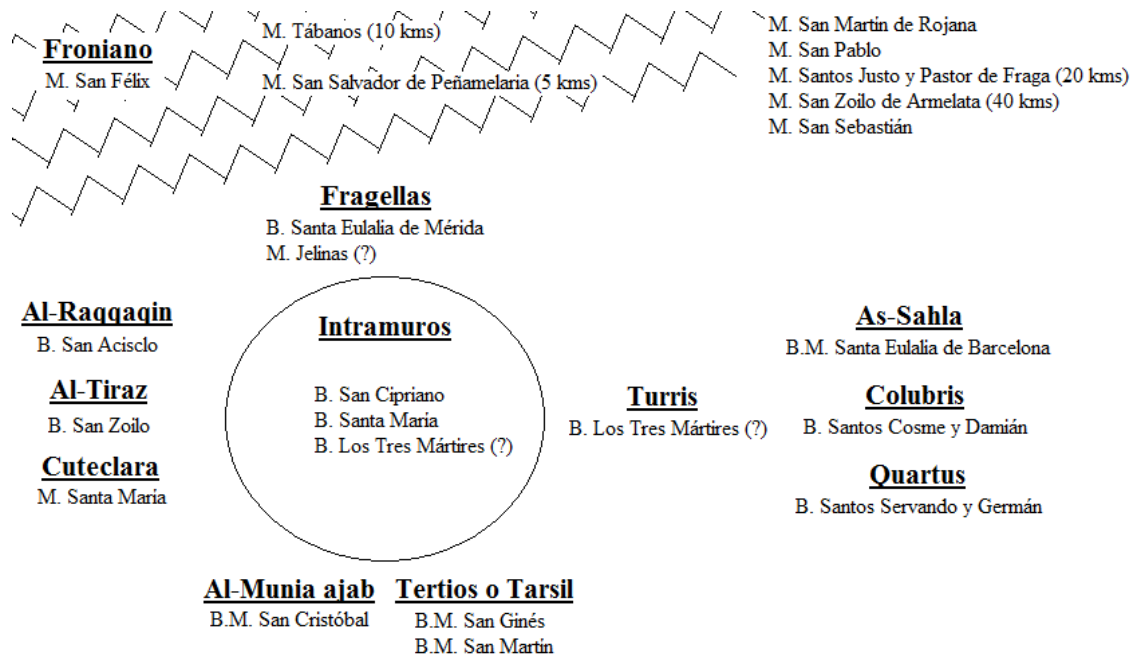 Froniano
M. San Félix
M. Tábanos (10 kms)
M. San Salvador de Peñamelaria (5 kms)
M. San Martín de Rojana
M. San Pablo
M. Santos Justo y Pastor de Fraga (20 kms)
M. San Zoilo de Armelata (40 kms)
M. San Sebastián
Fragellas
B. Santa Eulalia de Mérida
M. Jelinas (?)
Al-Raqqaqin
B. San Acisclo
Al-Tiraz
B. San Zoilo
Cuteclara
M. Santa Maria
Intramuros
B. San Cipriano
B. Santa Maria
B. Los Tres Mártires (?)
Turris
B. Los Tres Mártires (?)
As-Sahla
B.M. Santa Eulalia de Barcelona
Colubris
B. Santos Cosme y Damián
Quartus
B. Santos Servando y Germán
Al-Munia ajab
B.M. San Cristóbal
Tertios o Tarsil
B.M. San Ginés
B.M. San Martín